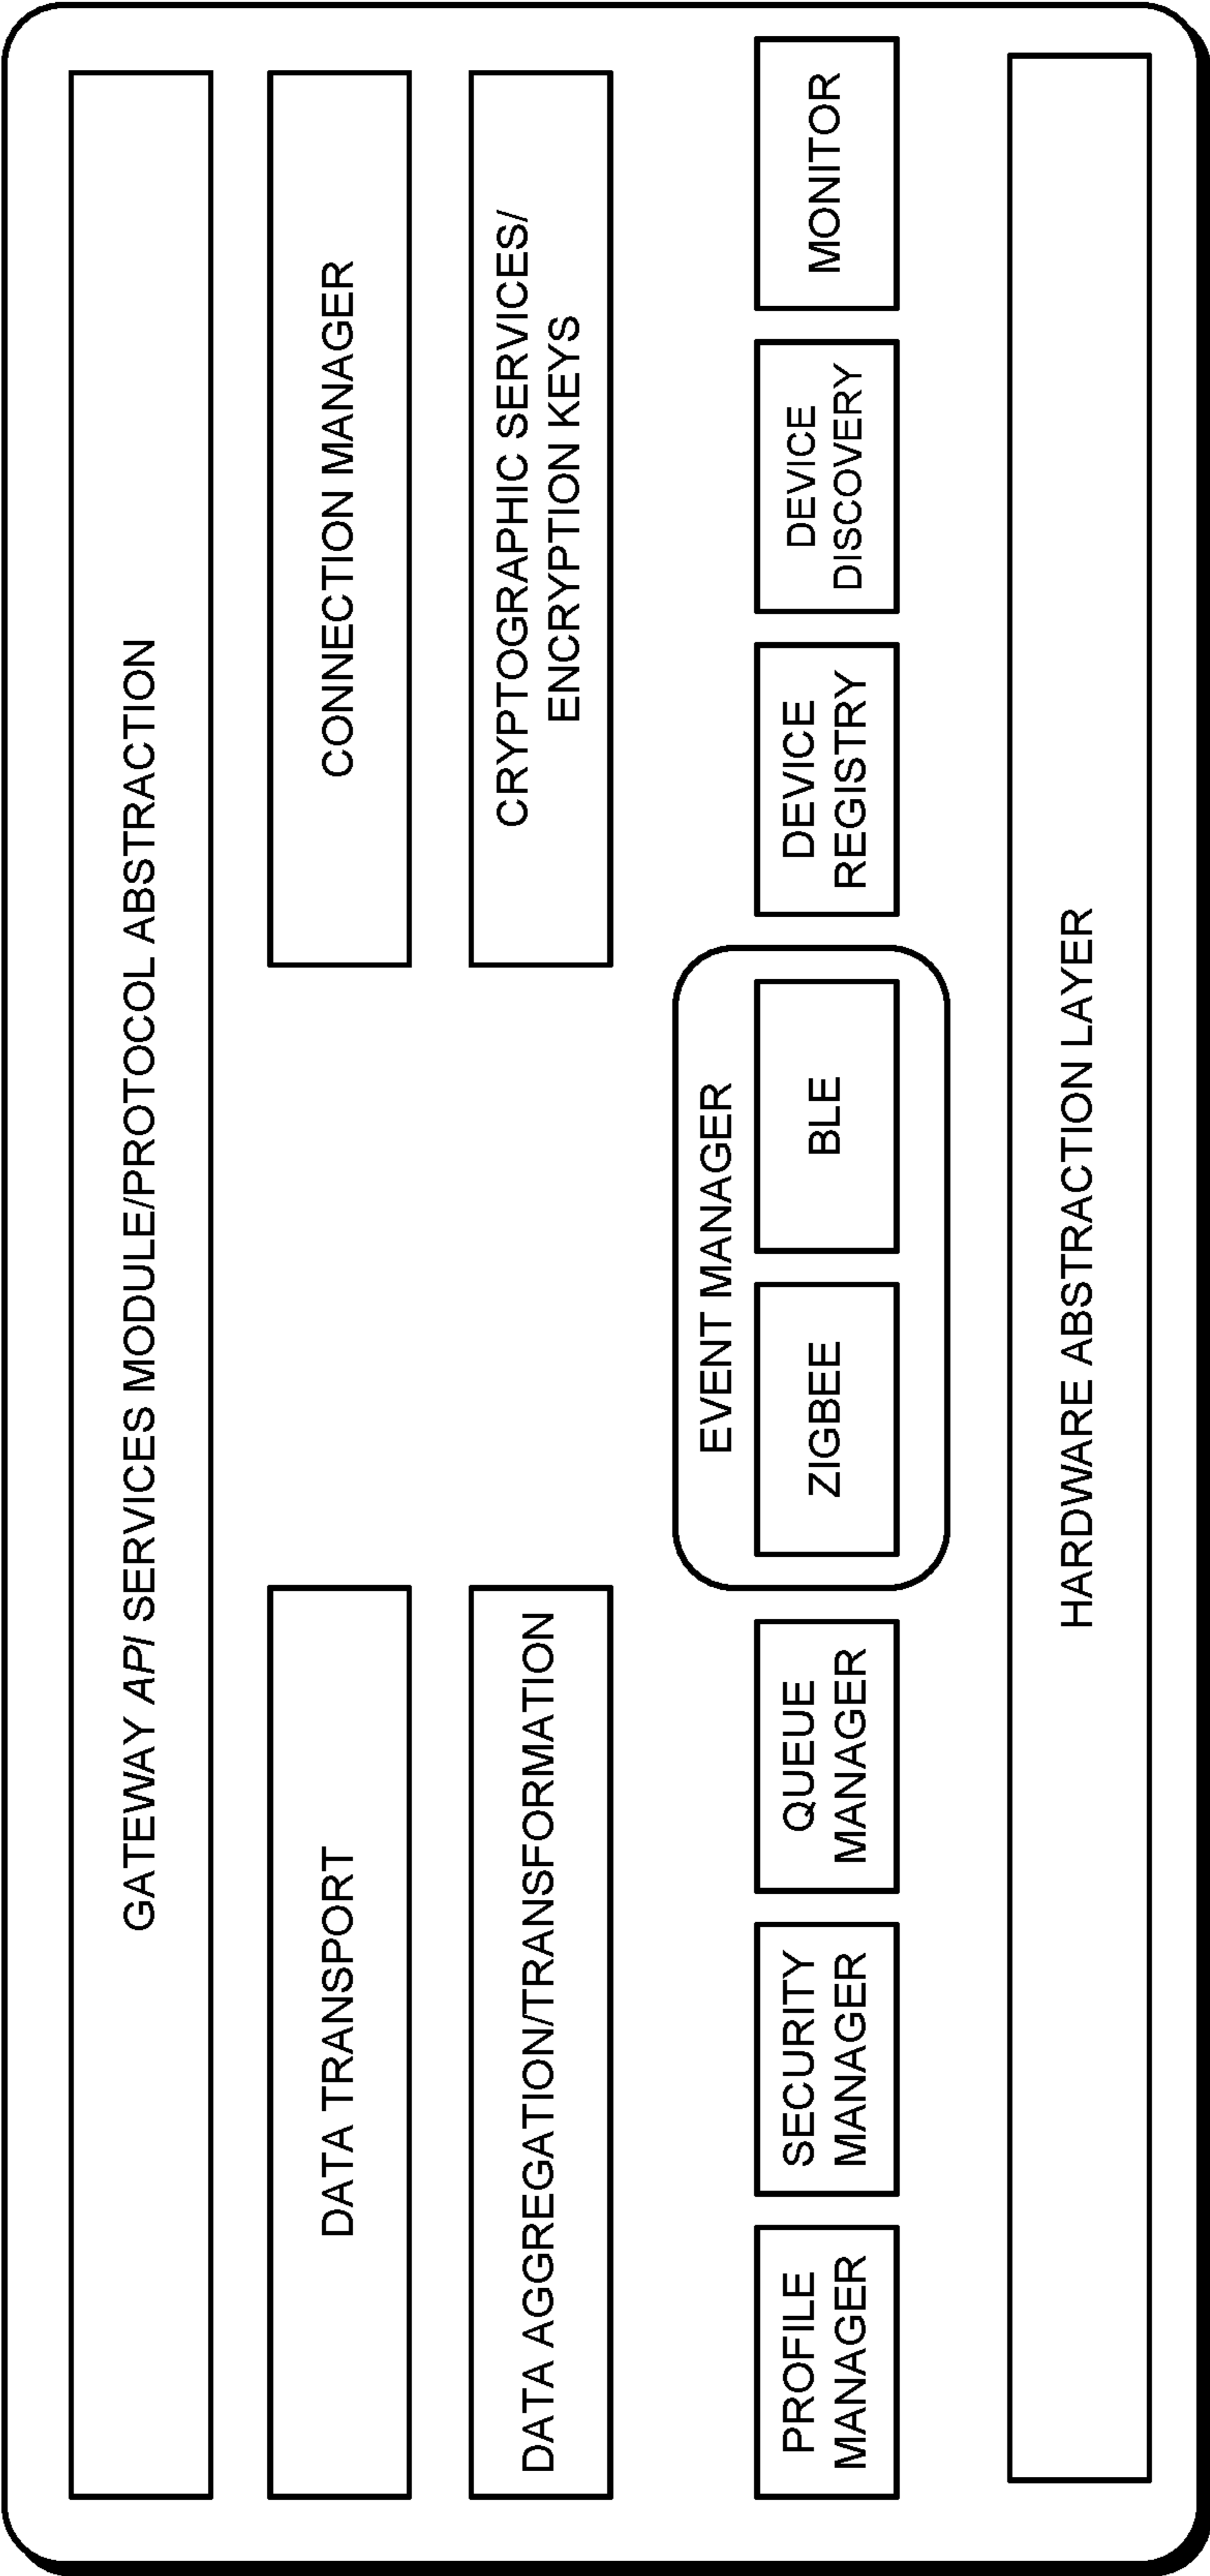 GATEWAY API SERVICES MODULE/PROTOCOL ABSTRACTION
DATA TRANSPORT
CONNECTION MANAGER
DATA AGGREGATION/TRANSFORMATION
CRYPTOGRAPHIC SERVICES/
ENCRYPTION KEYS
PROFILE
MANAGER
SECURITY
MANAGER
QUEUE
MANAGER
EVENT MANAGER
ZIGBEE
BLE
DEVICE
REGISTRY
DEVICE
DISCOVERY
MONITOR
HARDWARE ABSTRACTION LAYER